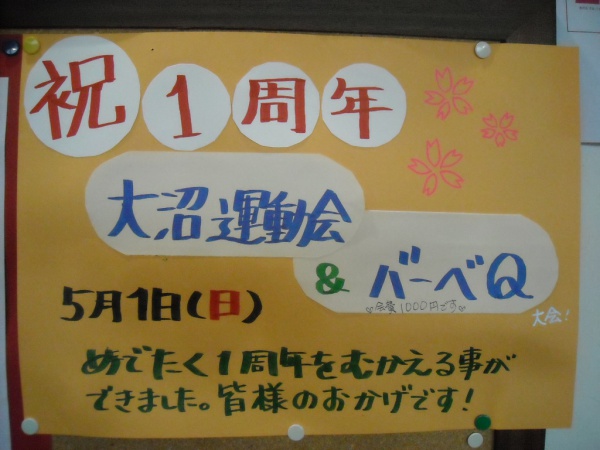 祝1周年
大沼運動会
& バーベQ
♡会費1000円です♡
大会!
5月1日(日)
めでたく1周年をむかえる事が
できました。皆様のおかげです!